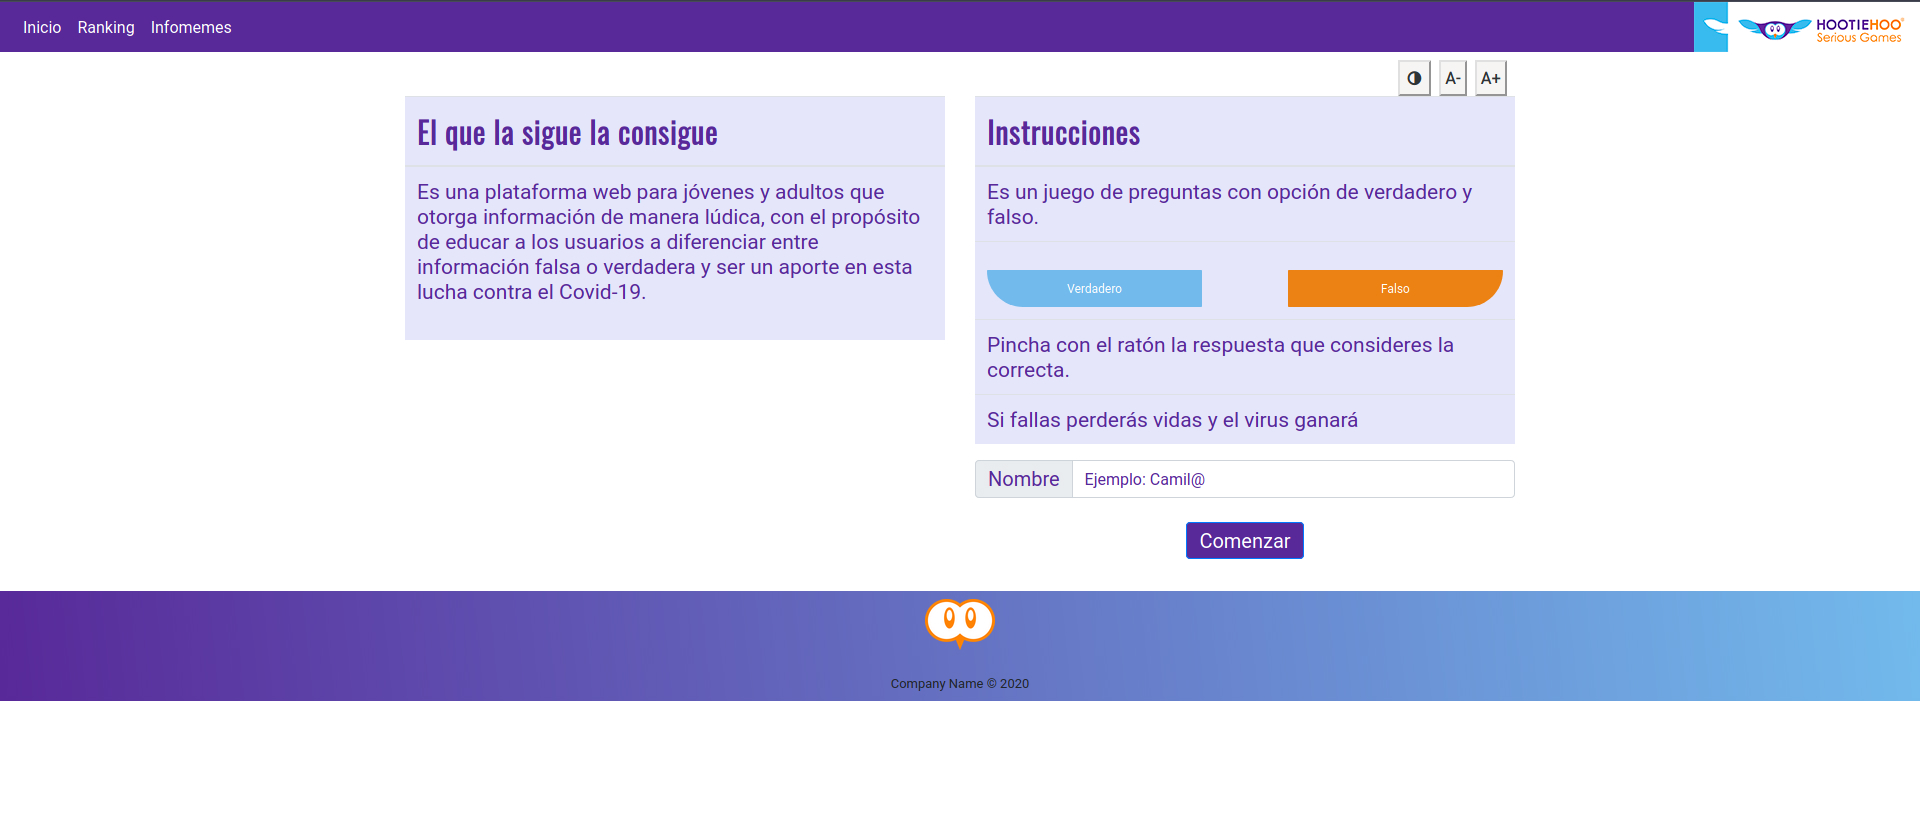 Inicio Ranking Infomemes
HOOTIEHOO
Serious Games
A- A+
El que la sigue la consigue
Es una plataforma web para jóvenes y adultos que
otorga información de manera lúdica, con el propósito
de educar a los usuarios a diferenciar entre
información falsa o verdadera y ser un aporte en esta
lucha contra el Covid-19.
Instrucciones
Es un juego de preguntas con opción de verdadero y
falso.
Verdadero Falso
Pincha con el ratón la respuesta que consideres la
correcta.
Si fallas perderás vidas y el virus ganará
Nombre Ejemplo: Camil@
Comenzar
Company Name © 2020